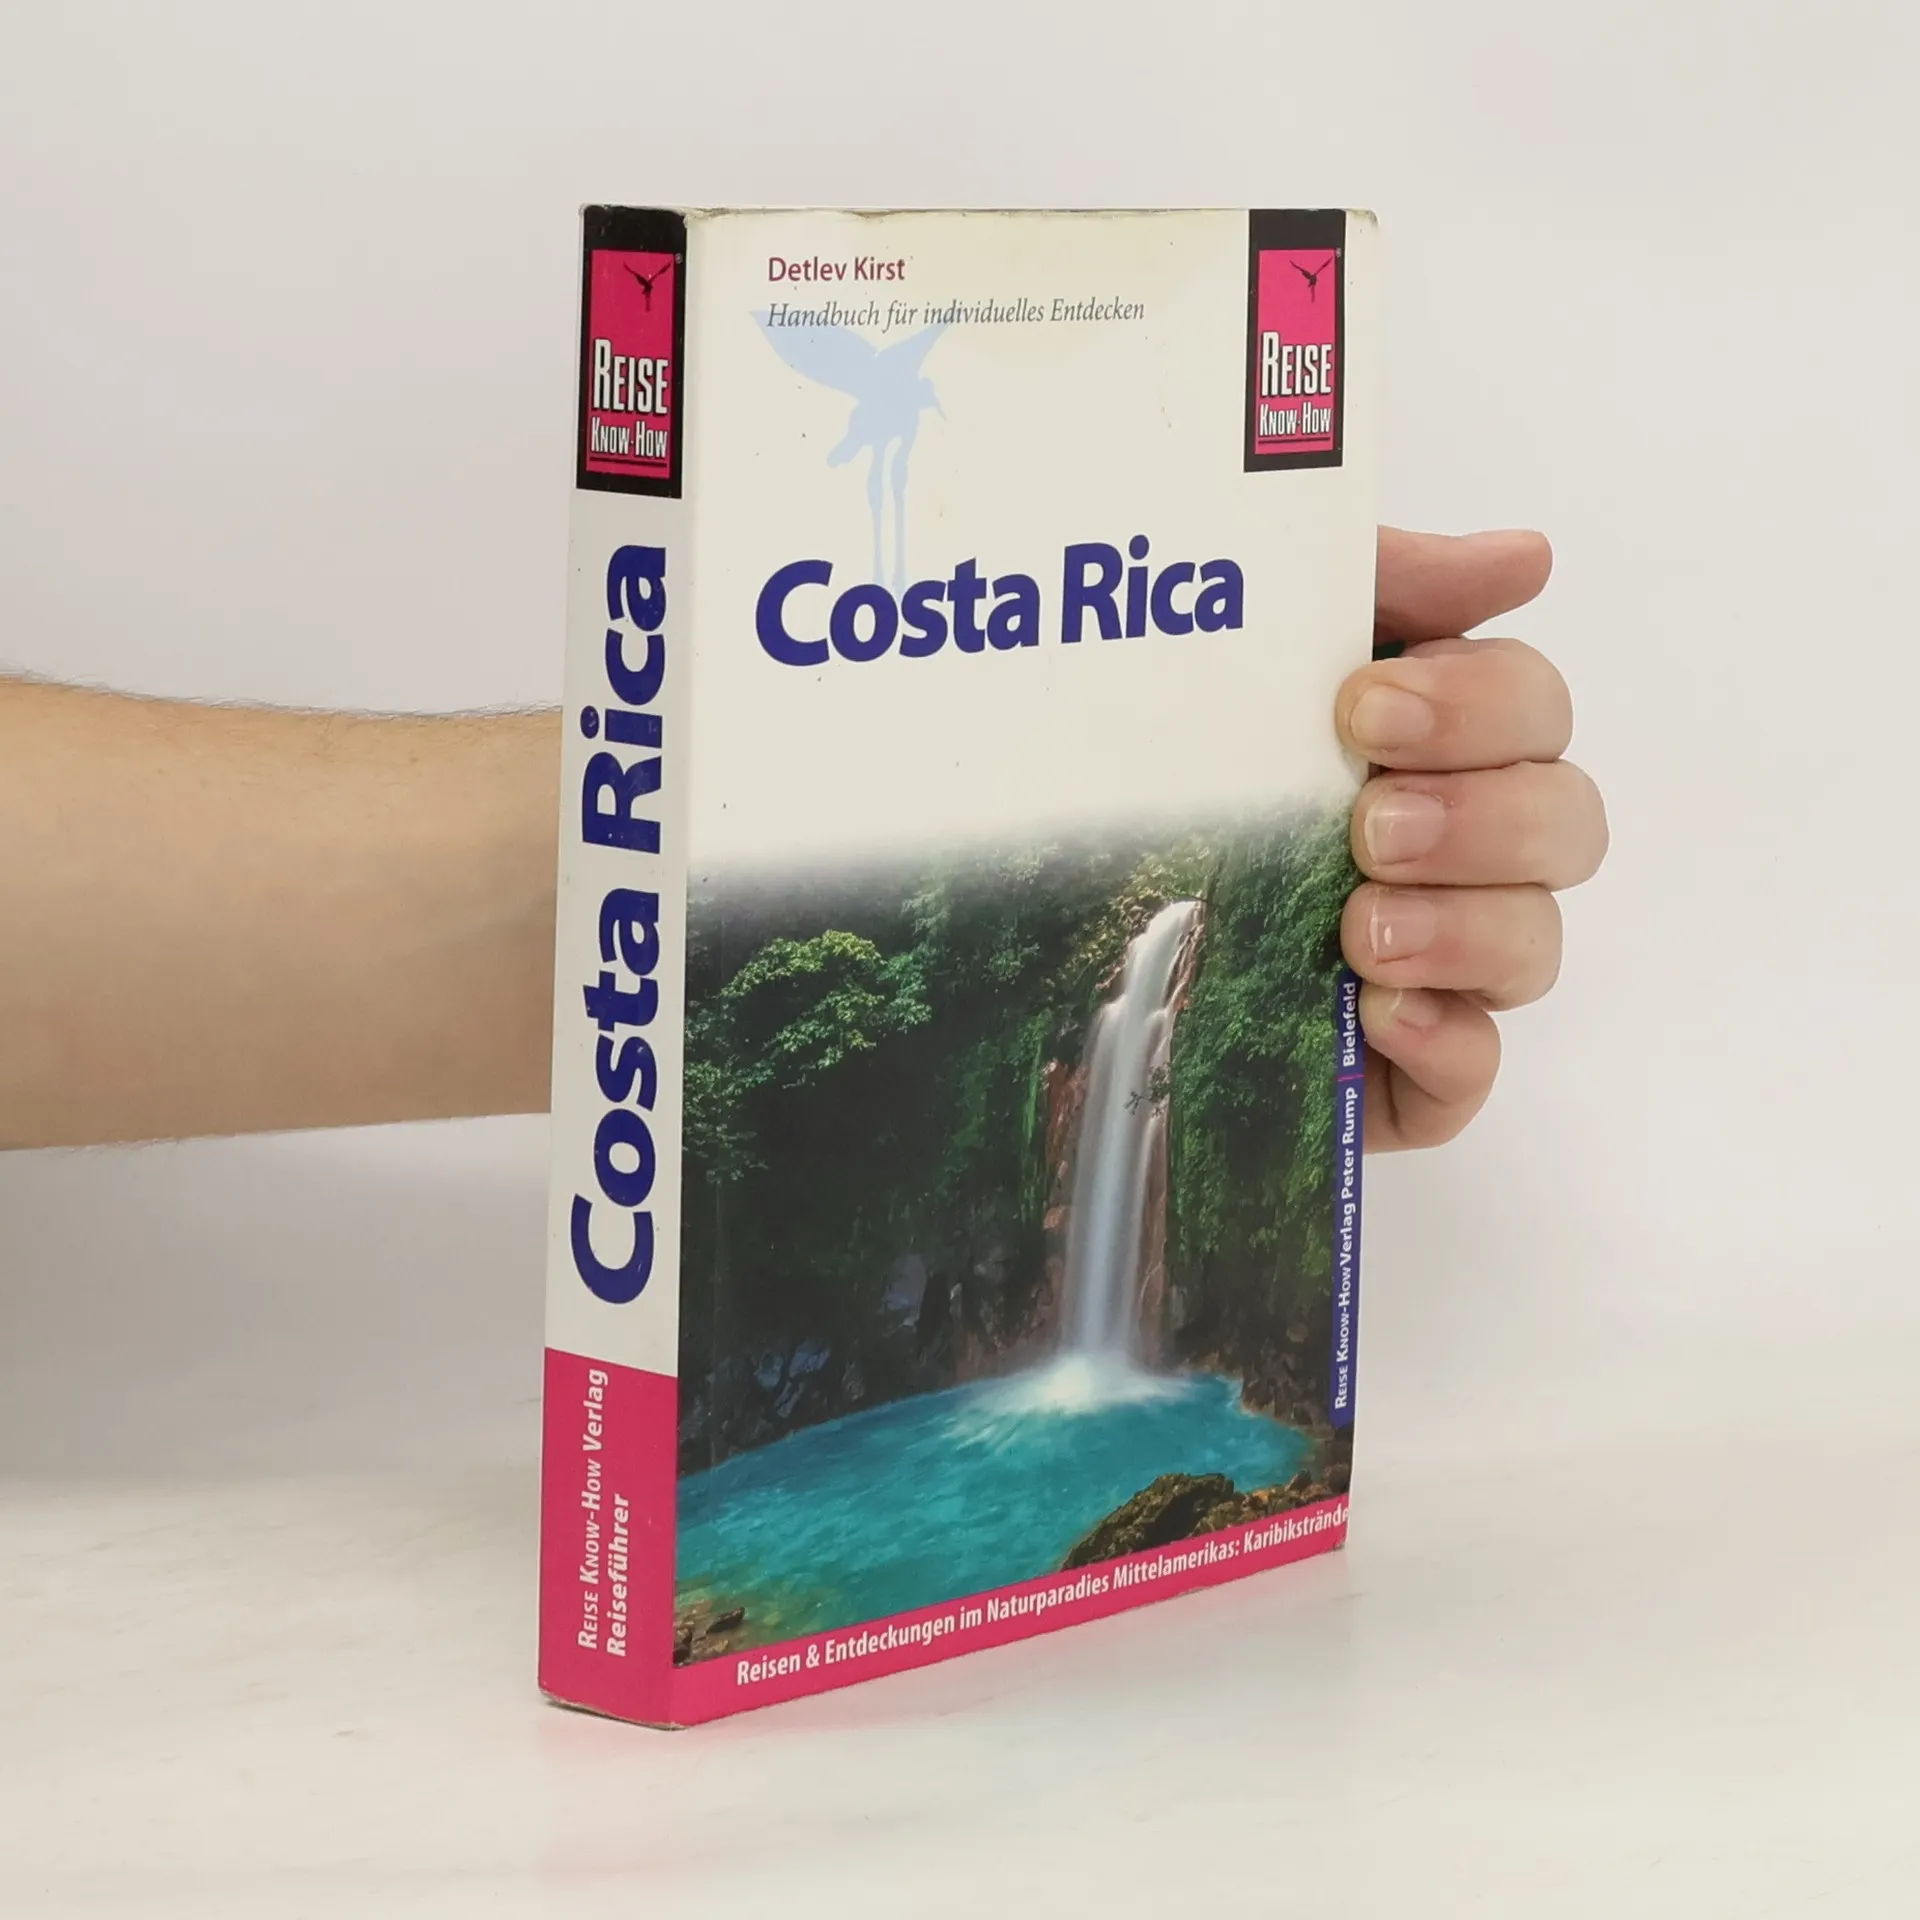 Detlev Kirst
Handbuch für individuelles Entdecken
REISE
KNOW-HOW
Costa Rica
Reisen & Entdeckungen im Naturparadies Mittelamerikas: Karibikstrände
REISE KNOW-HOW Verlag Peter Rump | Bielefeld
REISE
KNOW-HOW
Costa Rica
REISE KNOW-HOW Verlag
Reiseführer